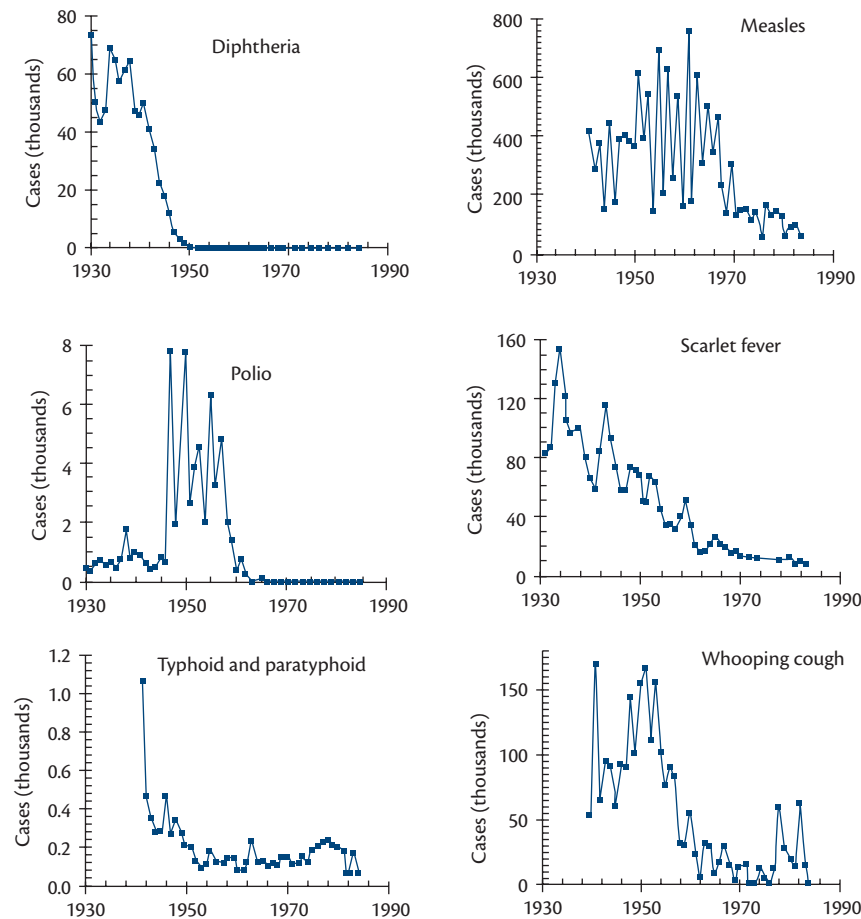 Diphtheria
Cases (thousands)
80
60
40
20
0
1930 1950 1970 1990
Measles
Cases (thousands)
800
600
400
200
0
1930 1950 1970 1990
Polio
Cases (thousands)
8
6
4
2
0
1930 1950 1970 1990
Scarlet fever
Cases (thousands)
160
120
80
40
0
1930 1950 1970 1990
Typhoid and paratyphoid
Cases (thousands)
1.2
1.0
0.8
0.6
0.4
0.2
0.0
1930 1950 1970 1990
Whooping cough
Cases (thousands)
150
100
50
0
1930 1950 1970 1990